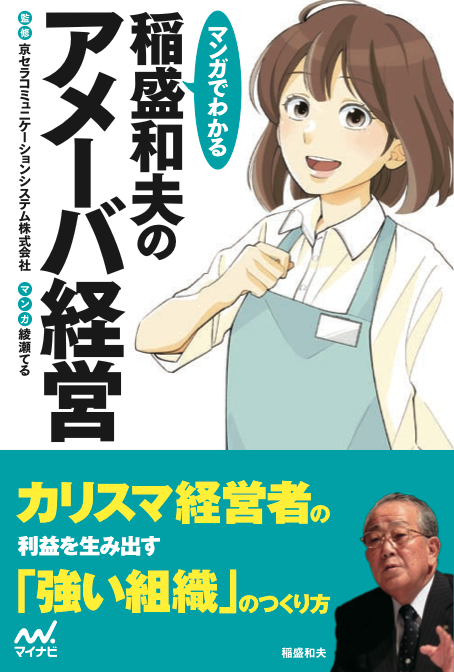 マンガでわかる
稲盛和夫の
アメーバ経営
監修 京セラコミュニケーションシステム株式会社
マンガ 綾瀬てる
カリスマ経営者の
利益を生み出す
「強い組織」のつくり方
稲盛和夫
マイナビ